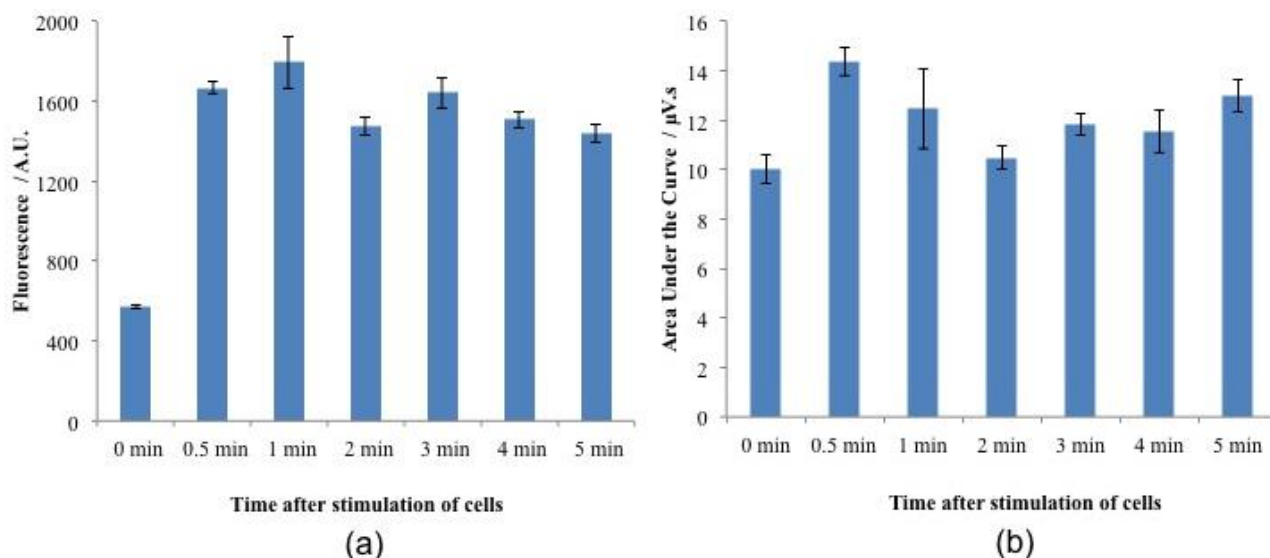 2000
1600
1200
800
400
0
Fluorescence / A.U.
0 min 0.5 min 1 min 2 min 3 min 4 min 5 min
Time after stimulation of cells
(a)
16
14
12
10
8
6
4
2
0
Area Under the Curve / µV.s
0 min 0.5 min 1 min 2 min 3 min 4 min 5 min
Time after stimulation of cells
(b)